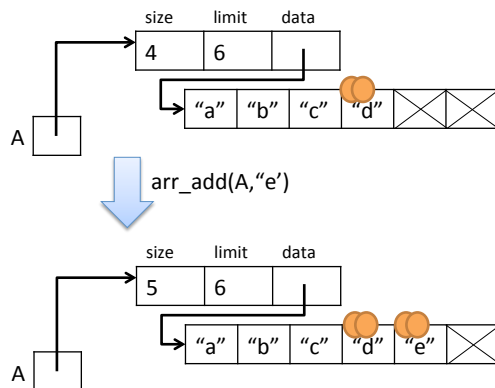 size limit data
4 6
“a” “b” “c” “d”
A
arr_add(A,“e’)
size limit data
5 6
“a” “b” “c” “d” “e”
A